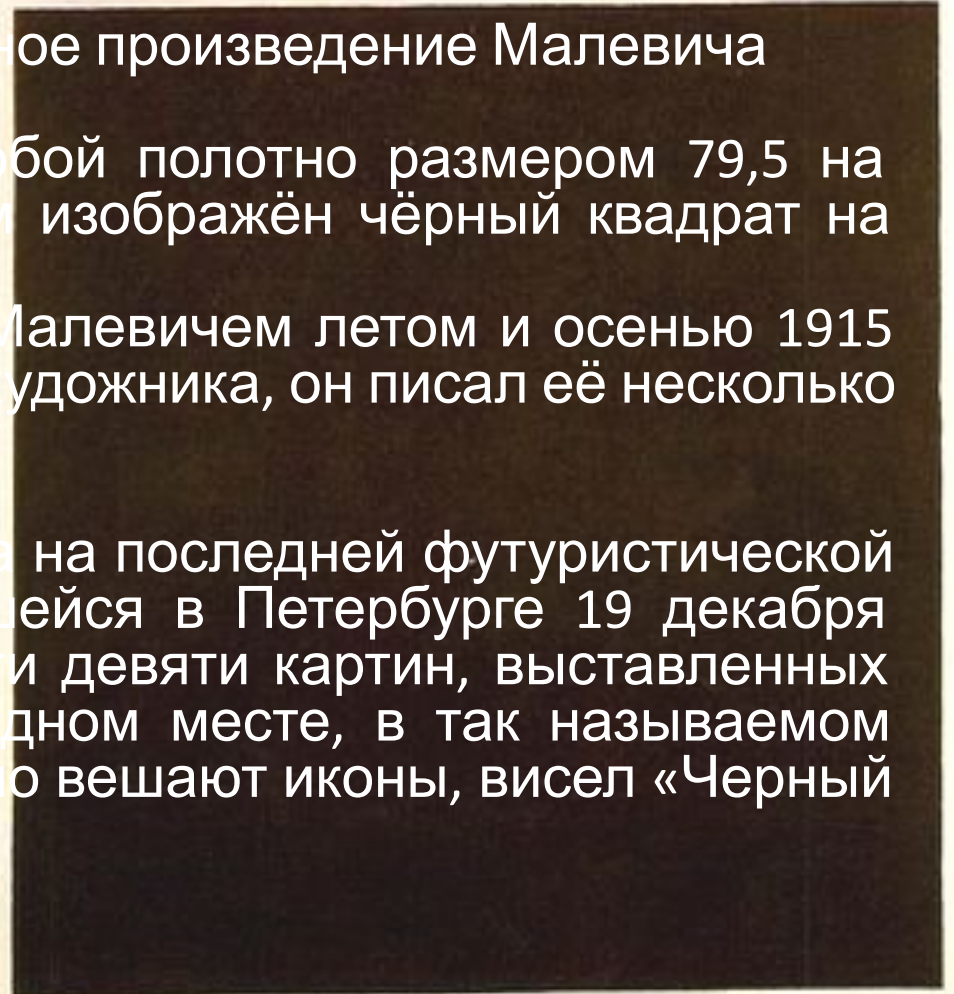 ное произведение Малевича
обой полотно размером 79,5 на
изображён чёрный квадрат на
Малевичем летом и осенью 1915
удожника, он писал её несколько
на последней футуристической
шейся в Петербурге 19 декабря
и девяти картин, выставленных
дном месте, в так называемом
о вешают иконы, висел «Черный